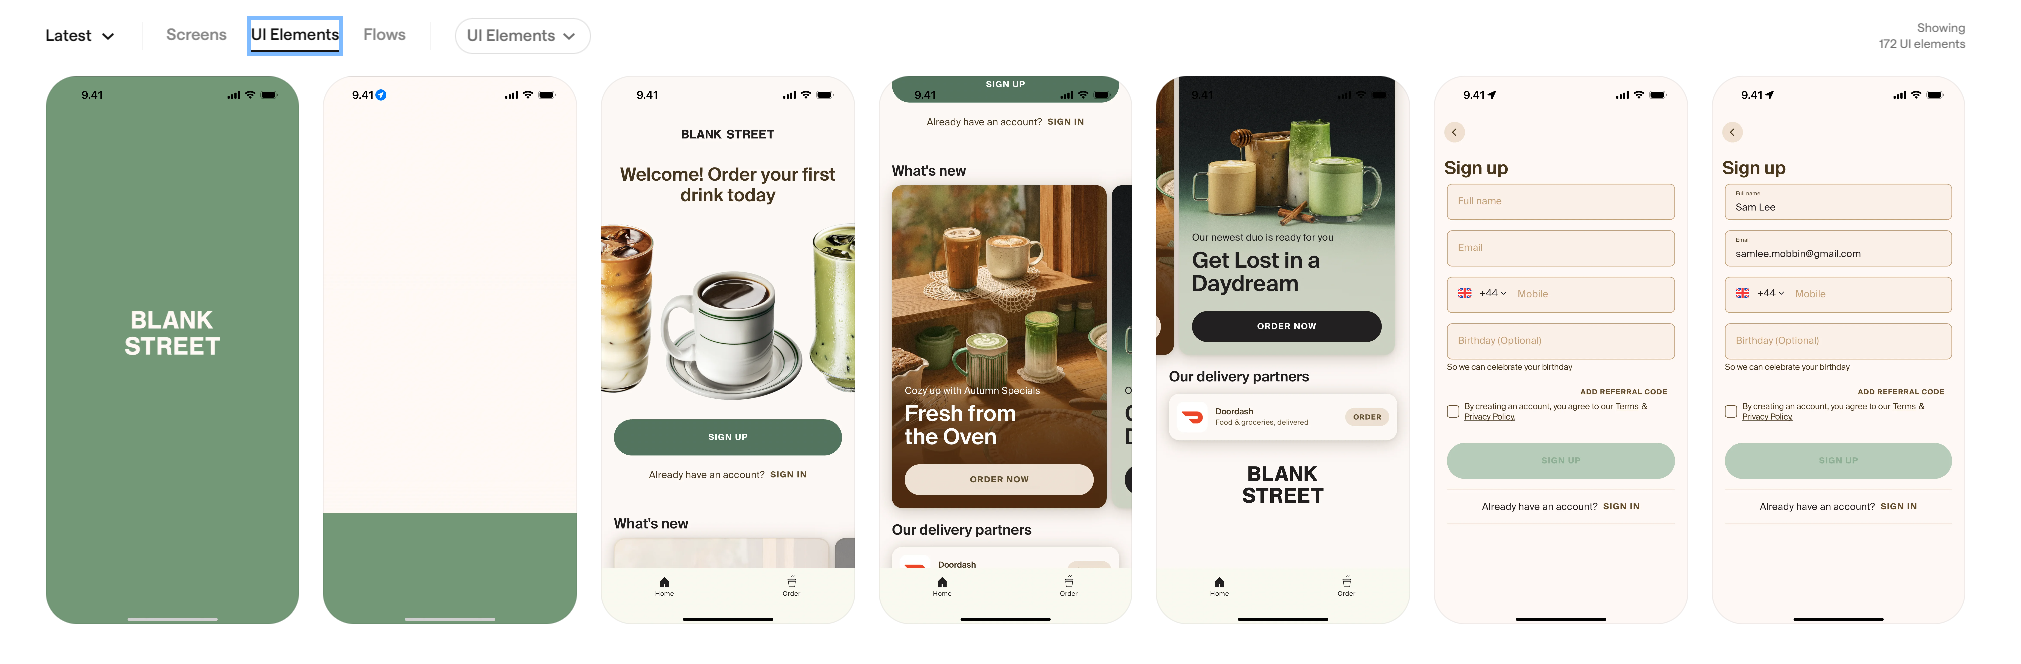 Latest
Screens
UI Elements
Flows
UI Elements
Showing
172 UI elements
9.41
BLANK
STREET
9.41
9.41
BLANK STREET
Welcome! Order your first
drink today
SIGN UP
Already have an account? SIGN IN
What's new
Home
Order
SIGN UP
9.41
Already have an account? SIGN IN
What's new
Cozy up with Autumn Specials
Fresh from
the Oven
ORDER NOW
Our delivery partners
Doordash
Home
Order
9.41
Our newest duo is ready for you
Get Lost in a
Daydream
ORDER NOW
Our delivery partners
Doordash
Food & groceries, delivered
ORDER
BLANK
STREET
Home
Order
9.41
Sign up
Full name
Email
+44
Mobile
Birthday (Optional)
So we can celebrate your birthday
ADD REFERRAL CODE
By creating an account, you agree to our Terms &
Privacy Policy.
SIGN UP
Already have an account? SIGN IN
9.41
Sign up
Full name
Sam Lee
Email
samlee.mobbin@gmail.com
+44
Mobile
Birthday (Optional)
So we can celebrate your birthday
ADD REFERRAL CODE
By creating an account, you agree to our Terms &
Privacy Policy.
SIGN UP
Already have an account? SIGN IN